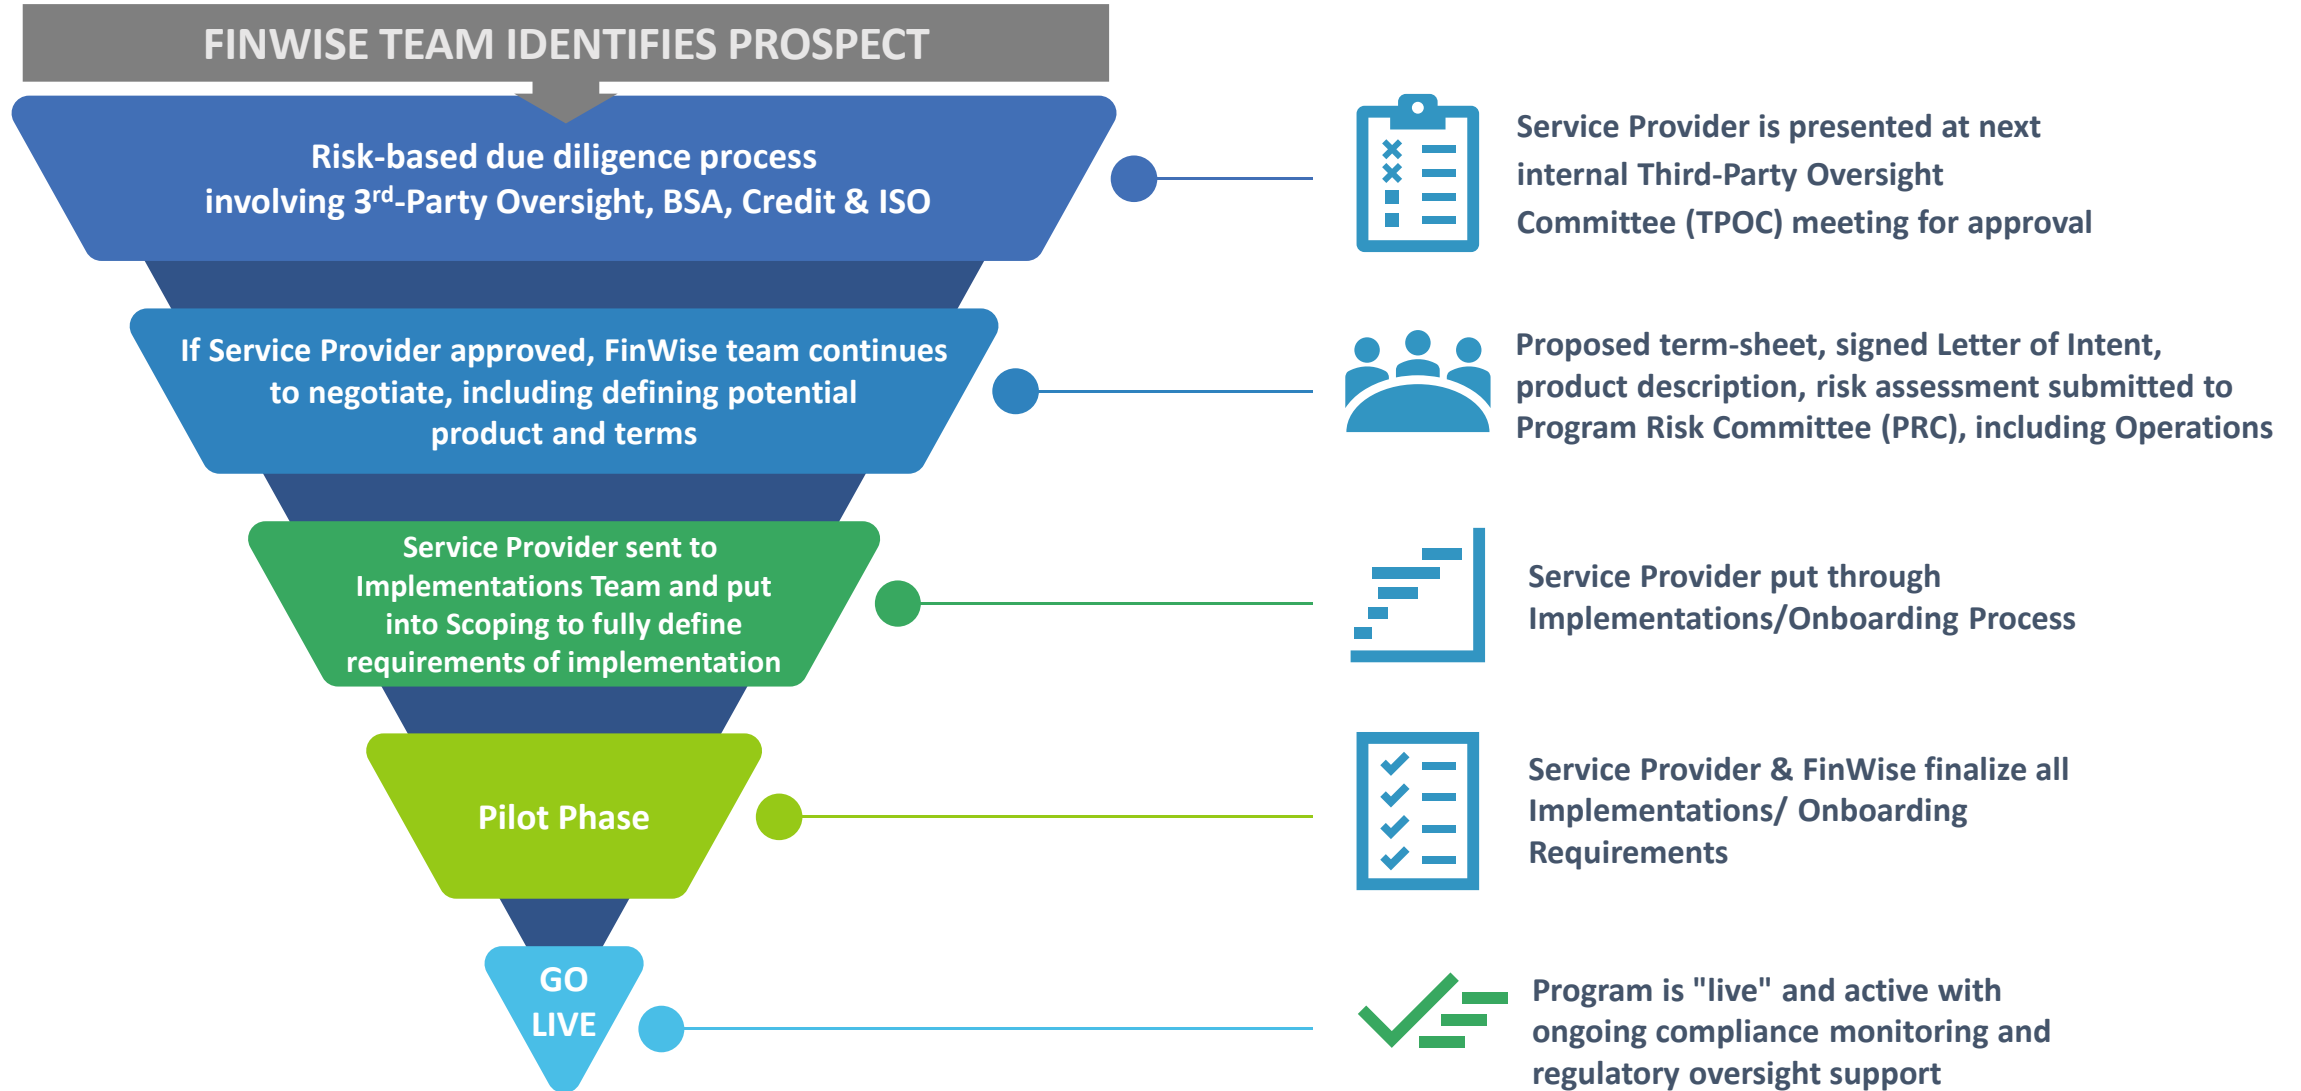 FINWISE TEAM IDENTIFIES PROSPECT
Risk-based due diligence process
involving 3rd-Party Oversight, BSA, Credit & ISO
Service Provider is presented at next
internal Third-Party Oversight
Committee (TPOC) meeting for approval
If Service Provider approved, FinWise team continues
to negotiate, including defining potential
product and terms
Proposed term-sheet, signed Letter of Intent,
product description, risk assessment submitted to
Program Risk Committee (PRC), including Operations
Service Provider sent to
Implementations Team and put
into Scoping to fully define
requirements of implementation
Service Provider put through
Implementations/Onboarding Process
Pilot Phase
Service Provider & FinWise finalize all
Implementations/ Onboarding
Requirements
GO
LIVE
Program is "live" and active with
ongoing compliance monitoring and
regulatory oversight support